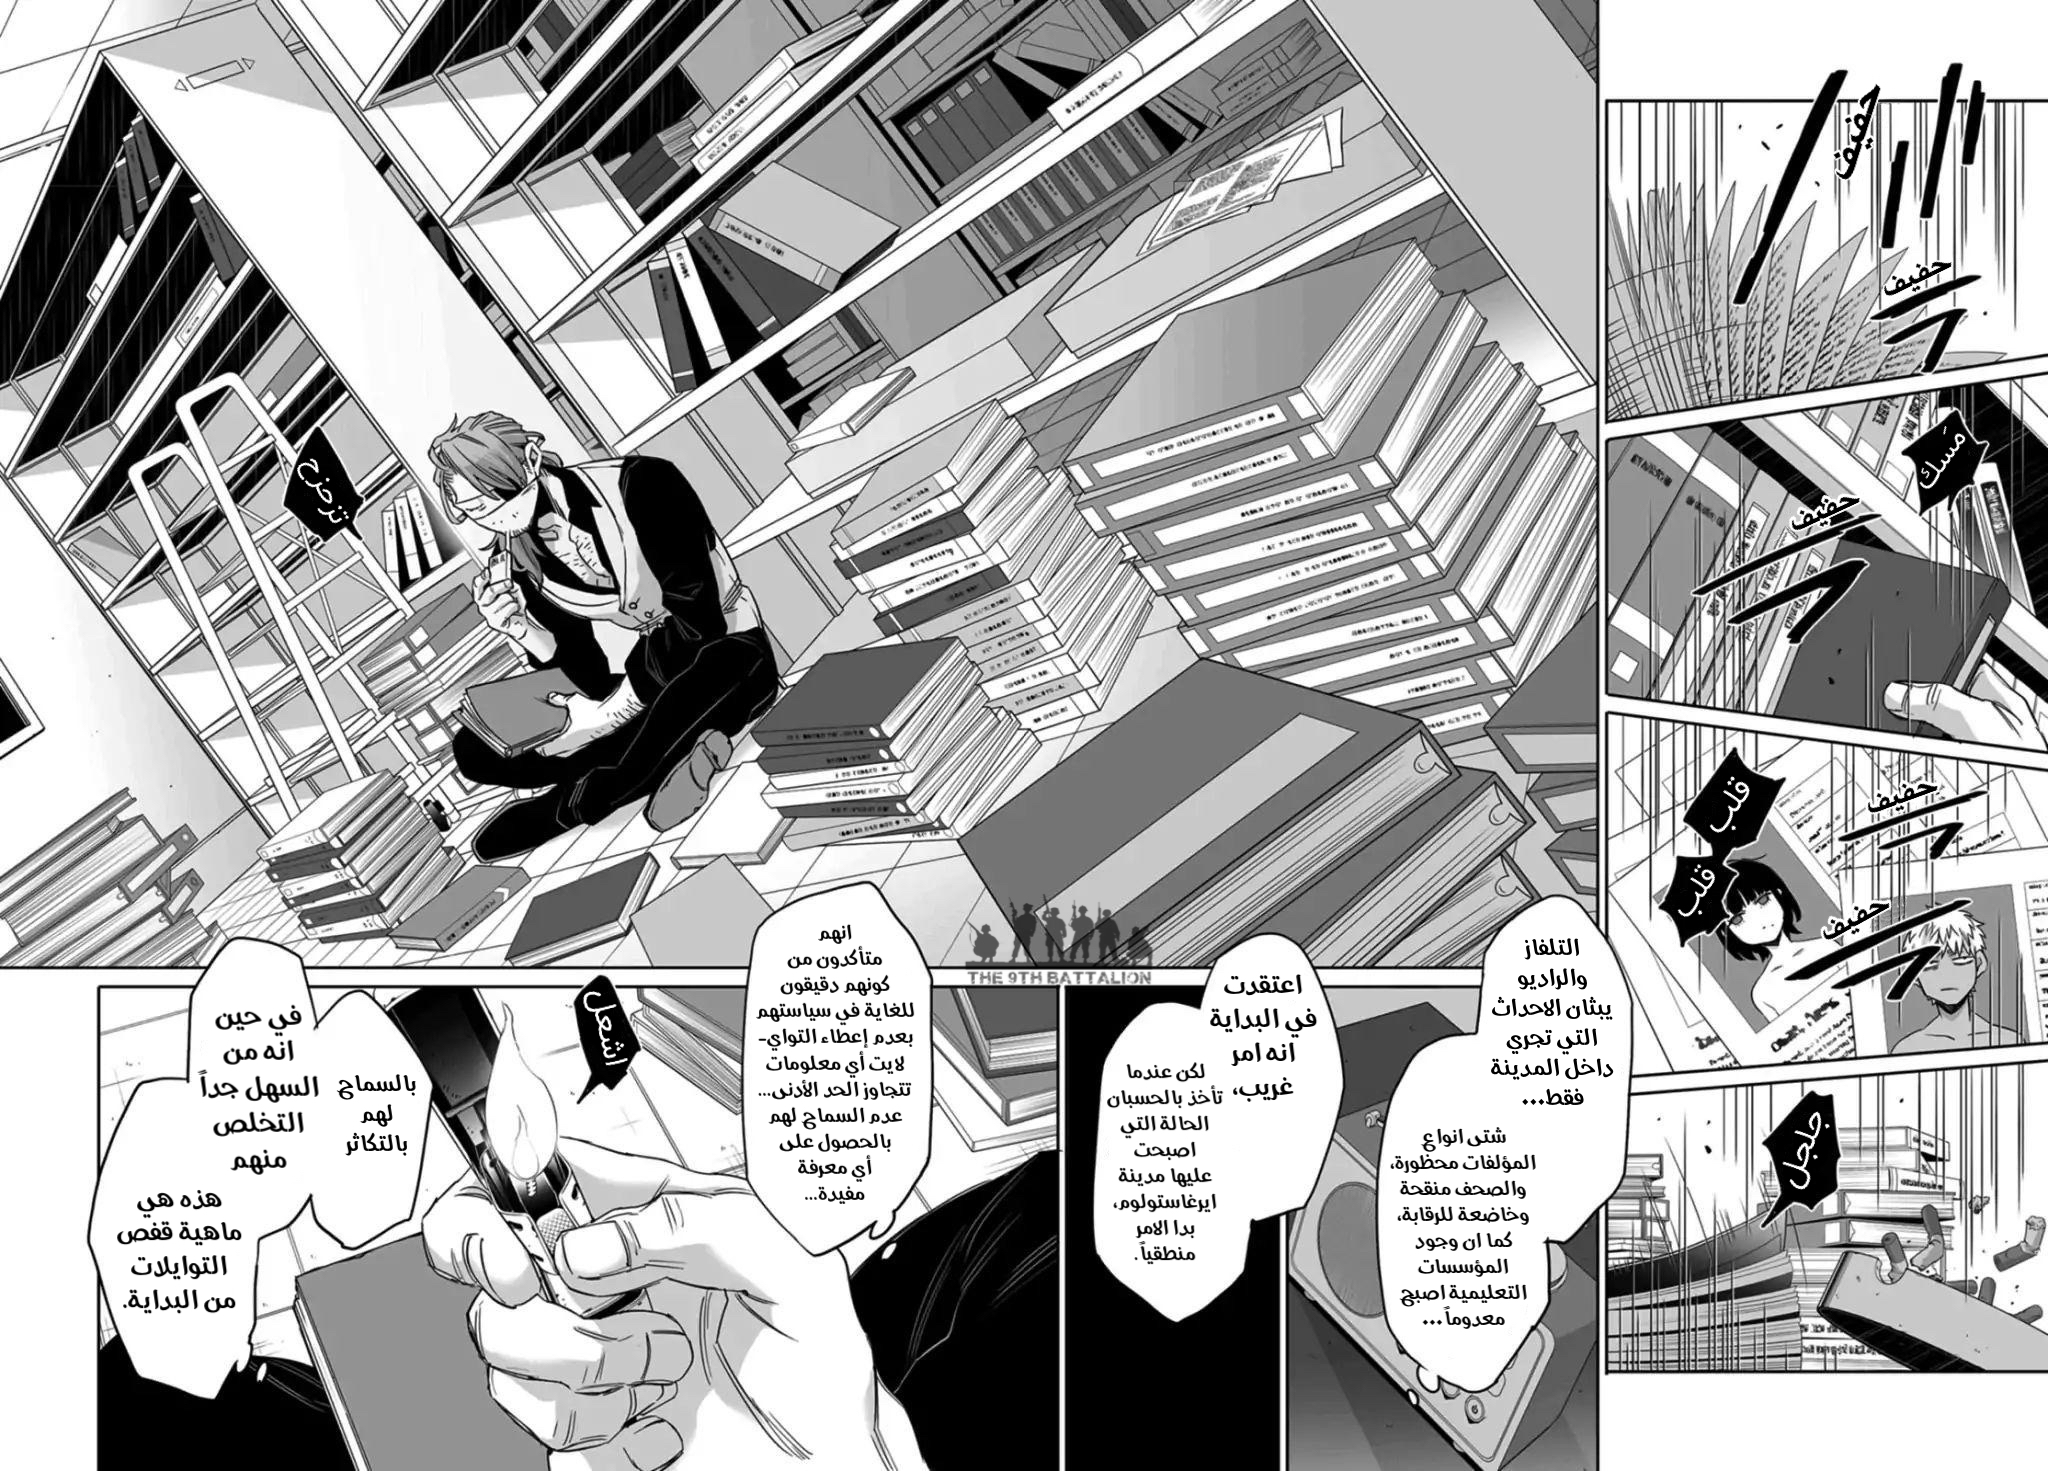 حفيف
حفيف
مَسَك
حفيف
قلب
قلب
حفيف
حفيف
جلجل
تزحزح
التلفاز
والراديو
يبثان الاحداث
التي تجري
داخل المدينة
فقط...
شتى انواع
المؤلفات محظورة،
والصحف منقحة
وخاضعة للرقابة،
كما ان وجود
المؤسسات
التعليمية اصبح
معدوماً...
اعتقدت
في البداية
انه امر
غريب،
لكن عندما
تأخذ بالحسبان
الحالة التي
اصبحت
عليها مدينة
ايرغاستولوم،
بدا الامر
منطقياً.
THE 9TH BATTALION
انهم
متأكدون من
كونهم دقيقون
للغاية في سياستهم
بعدم إعطاء التواي-
لايت أي معلومات
تتجاوز الحد الأدنى...
عدم السماح لهم
بالحصول على
أي معرفة
مفيدة...
اشعل
بالسماح
لهم
بالتكاثر
في حين
انه من
السهل جداً
التخلص
منهم
هذه هي
ماهية قفص
التوايلات
من البداية.